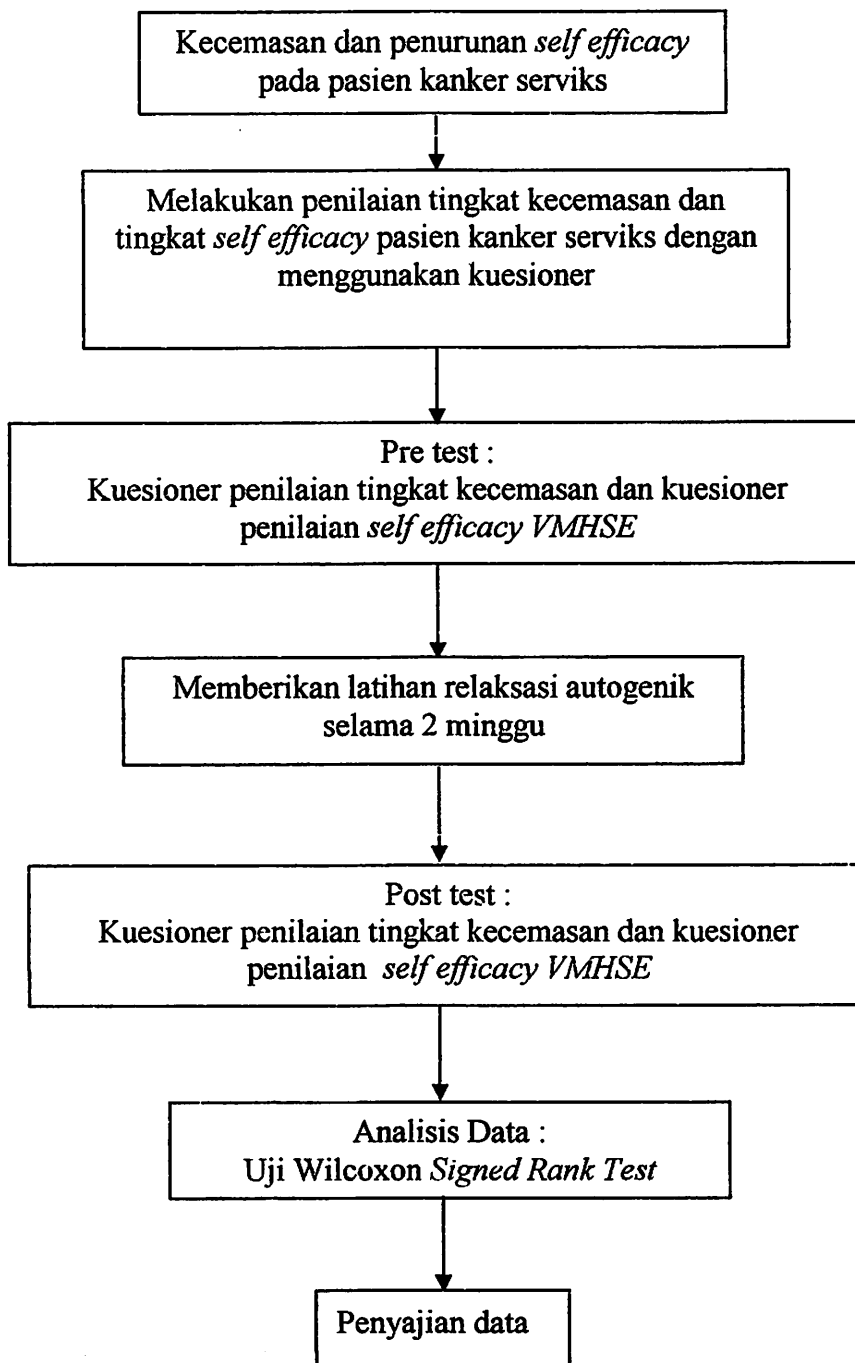 Kecemasan dan penurunan self efficacy
pada pasien kanker serviks
Melakukan penilaian tingkat kecemasan dan
tingkat self efficacy pasien kanker serviks dengan
menggunakan kuesioner
Pre test :
Kuesioner penilaian tingkat kecemasan dan kuesioner
penilaian self efficacy VMHSE
Memberikan latihan relaksasi autogenik
selama 2 minggu
Post test :
Kuesioner penilaian tingkat kecemasan dan kuesioner
penilaian self efficacy VMHSE
Analisis Data :
Uji Wilcoxon Signed Rank Test
Penyajian data